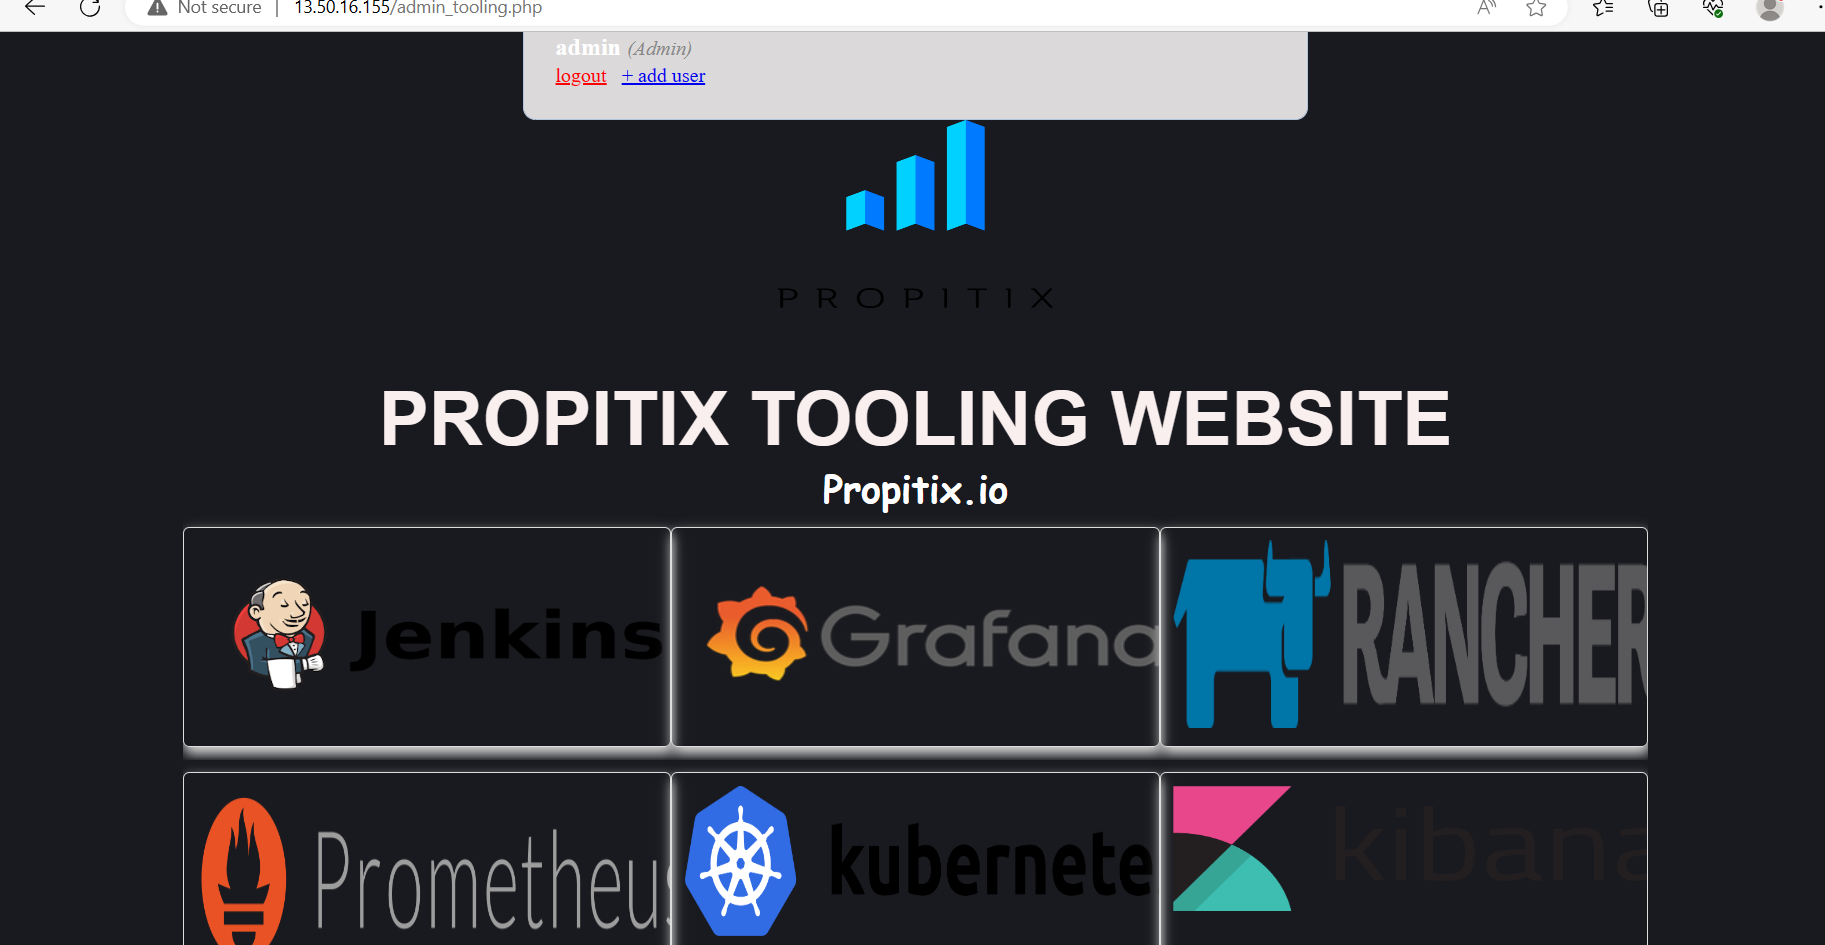 Not secure | 13.50.16.155/admin_tooling.php
admin (Admin)
logout + add user
PROPITIX
PROPITIX TOOLING WEBSITE
Propitix.io
Jenkins Grafana RANCHER
Prometheus kubernete kibana